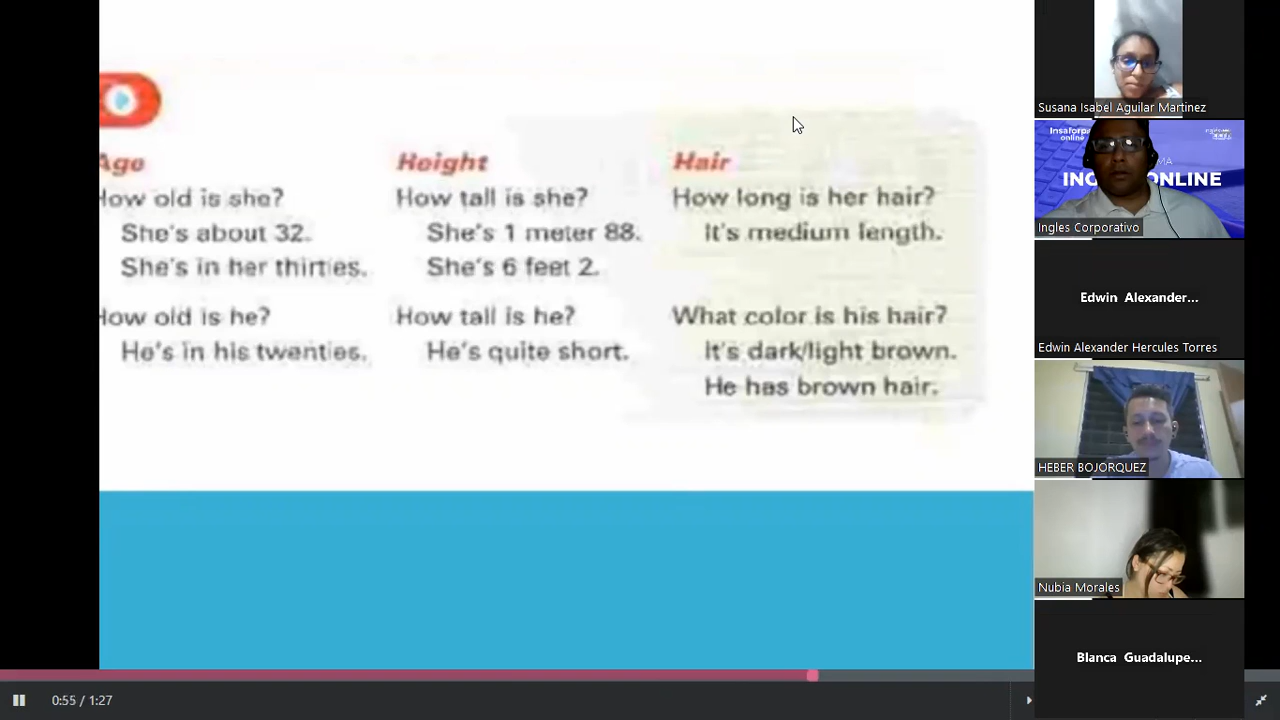 Age
How old is she?
She's about 32.
She's in her thirties.
How old is he?
He's in his twenties.
Height
How tall is she?
She's 1 meter 88.
She's 6 feet 2.
How tall is he?
He's quite short.
Hair
How long is her hair?
It's medium length.
What color is his hair?
It's dark/light brown.
He has brown hair.
0:55 / 1:27
Susana Isabel Aguilar Martinez
Insaforp
online
INGLES ONLINE
Ingles Corporativo
Edwin Alexander...
Edwin Alexander Hercules Torres
HEBER BOJORQUEZ
Nubia Morales
Blanca Guadalupe...